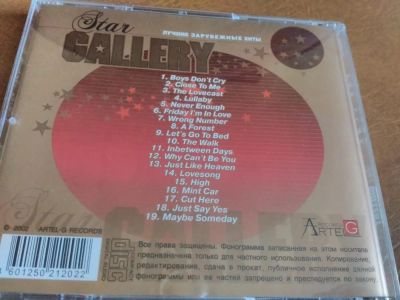 Star
GALLERY
ЛУЧШИЕ ЗАРУБЕЖНЫЕ ХИТЫ
1. Boys Don't Cry
2. Close To Me
3. The Lovecast
4. Lullaby
5. Never Enough
6. Friday I'm In Love
7. Wrong Number
8. A Forest
9. Let's Go To Bed
10. The Walk
11. Inbetween Days
12. Why Can't Be You
13. Just Like Heaven
14. Lovesong
15. High
16. Mint Car
17. Cut Here
18. Just Say Yes
19. Maybe Someday
Star
GALLE
© 2002 ARTEL-G RECORDS
ARTELG
4 601250 212022
Все права защищены. Фонограмма записанная на этом носителе
предназначена только для частного использования. Копирование,
редактирование, сдача в прокат, публичное исполнение данной
фонограммы или ее частей запрещено и преследуется по закону.